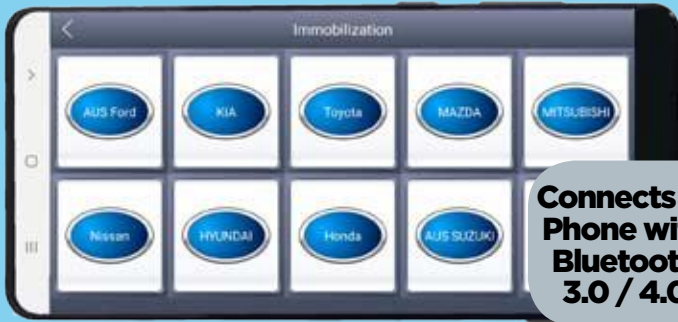 Immobilization
AUS Ford
KIA
Toyota
MAZDA
MITSUBISHI
Nissan
HYUNDAI
Honda
AUS SUZUKI
Connects
Phone wi
Bluetoot
3.0 / 4.0